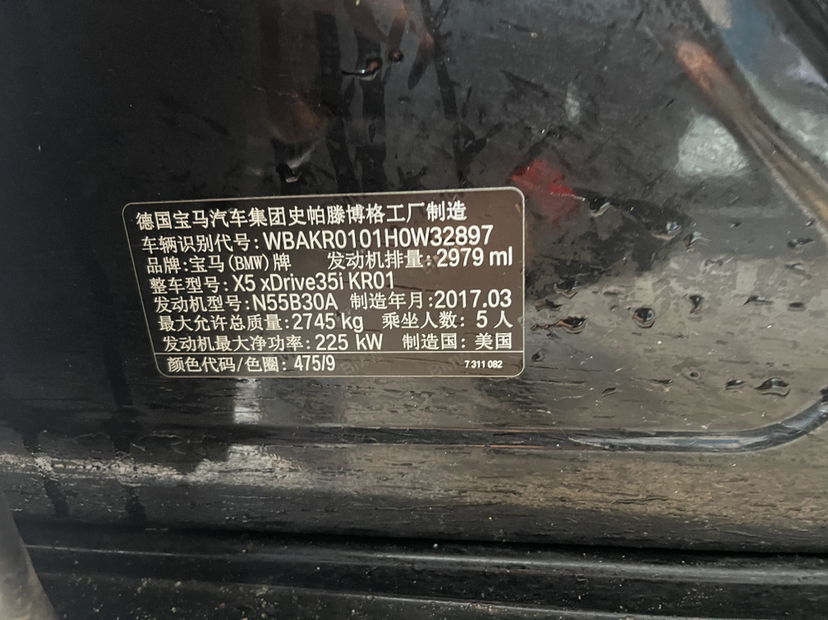 德国宝马汽车集团史帕滕博格工厂制造
车辆识别代号: WBAKR0101H0W32897
品牌: 宝马(BMW)牌 发动机排量: 2979 ml
整车型号: X5 xDrive35i KR01
发动机型号: N55B30A 制造年月: 2017.03
最大允许总质量: 2745 kg 乘坐人数: 5 人
发动机最大净功率: 225 kW 制造国: 美国
颜色代码/色圈: 475/9 7 311 082